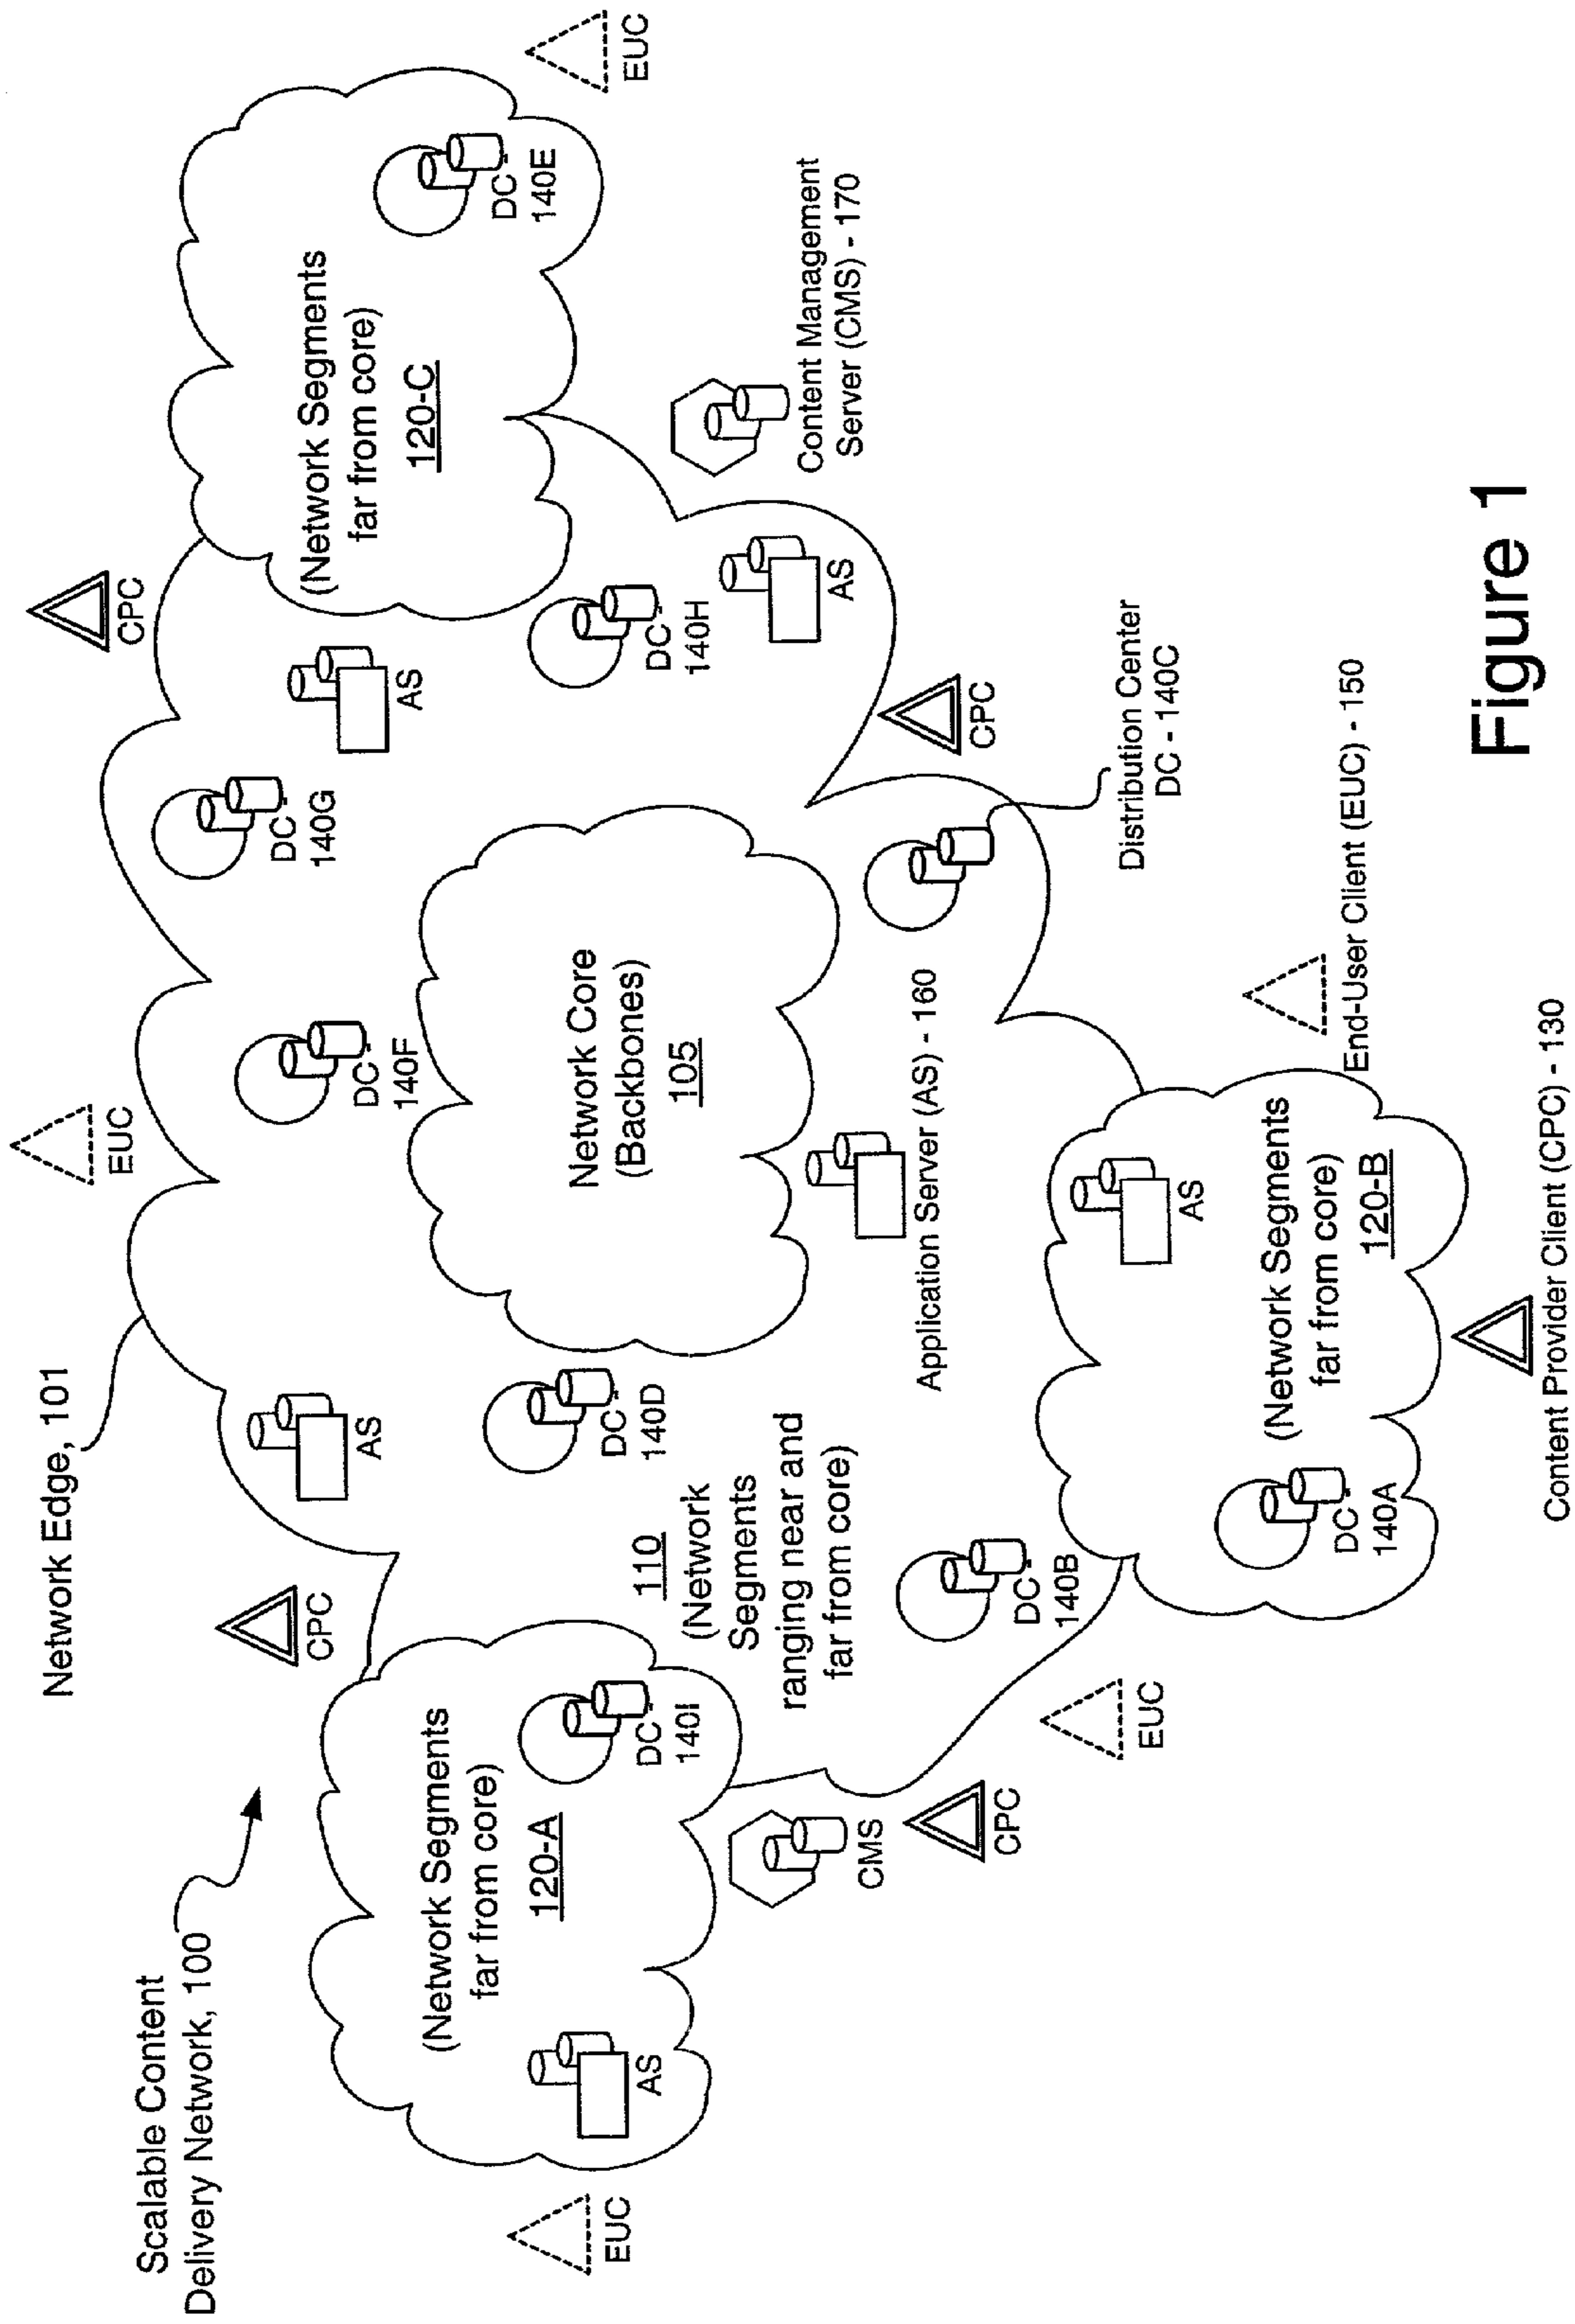 Scalable Content
Delivery Network, 100
Network Edge, 101
EUC
CPC
CPC
EUC
AS
DC -
140F
DC -
140G
AS
(Network Segments
far from core)
120-C
DC -
140E
EUC
(Network Segments
far from core)
120-A
DC -
140I
AS
EUC
DC -
140D
Network Core
(Backbones)
105
DC -
140H
AS
110
(Network
Segments
ranging near and
far from core)
Application Server (AS) - 160
Content Management
Server (CMS) - 170
CMS
CPC
DC -
140B
EUC
CPC
Distribution Center
DC - 140C
AS
(Network Segments
far from core)
120-B
DC -
140A
End-User Client (EUC) - 150
Content Provider Client (CPC) - 130
Figure 1